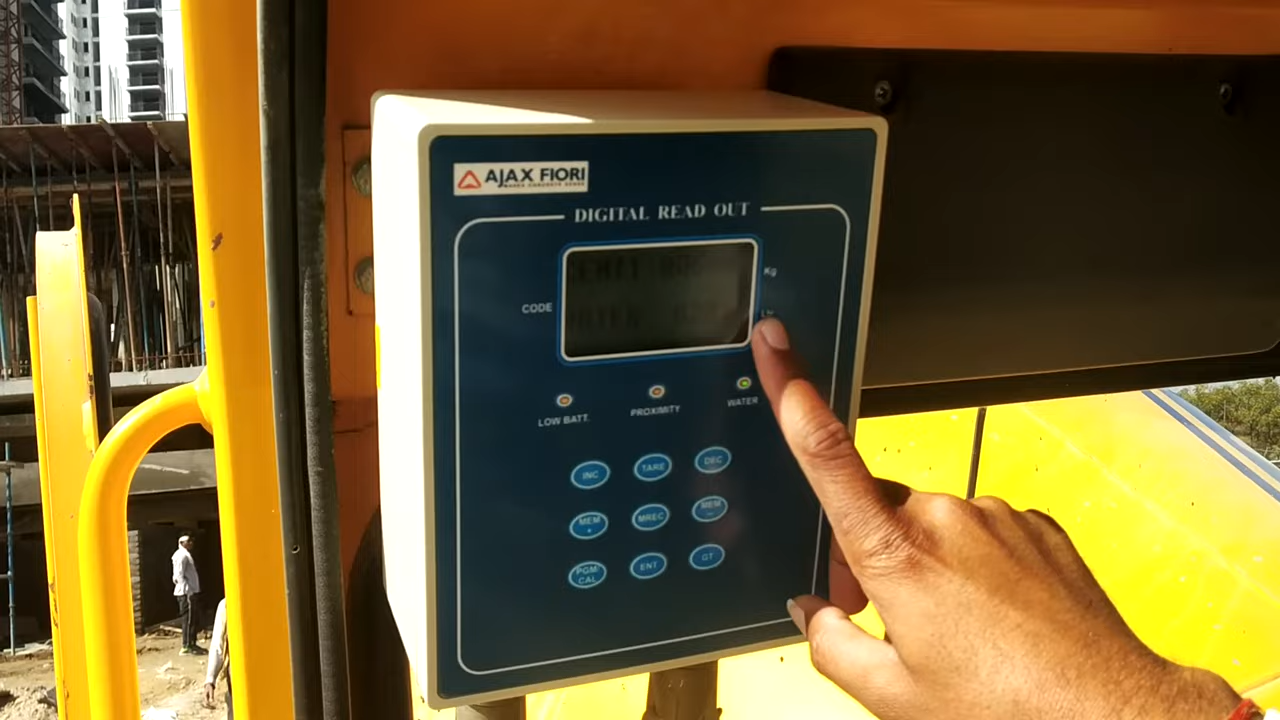 AJAX FIORI
DIGITAL READ OUT
Kg
CODE
LOW BATT.
PROXIMITY
WATER
INC
TARE
DEC
MEM
+
MREC
MEM
−
PGM/
CAL
ENT
GT